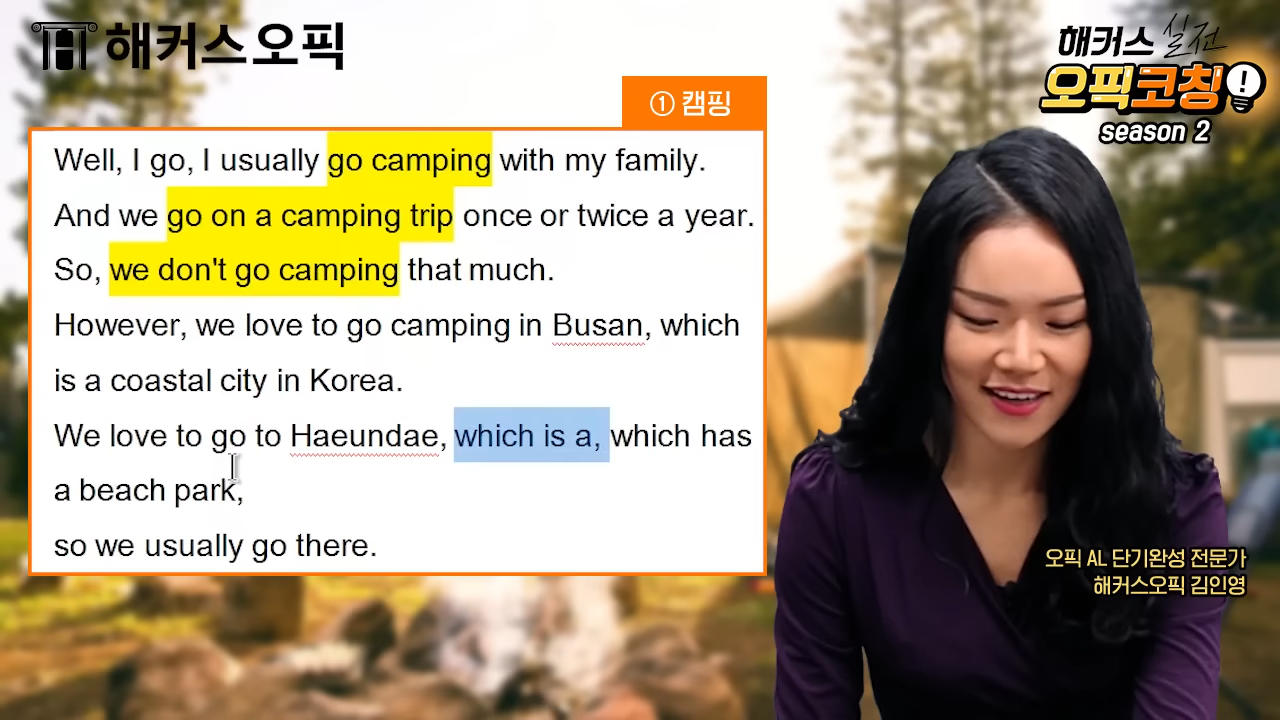 해커스 오픽
해커스 실전
오픽코칭!
season 2
① 캠핑
Well, I go, I usually go camping with my family.
And we go on a camping trip once or twice a year.
So, we don't go camping that much.
However, we love to go camping in Busan, which
is a coastal city in Korea.
We love to go to Haeundae, which is a, which has
a beach park,
so we usually go there.
오픽 AL 단기완성 전문가
해커스오픽 김인영